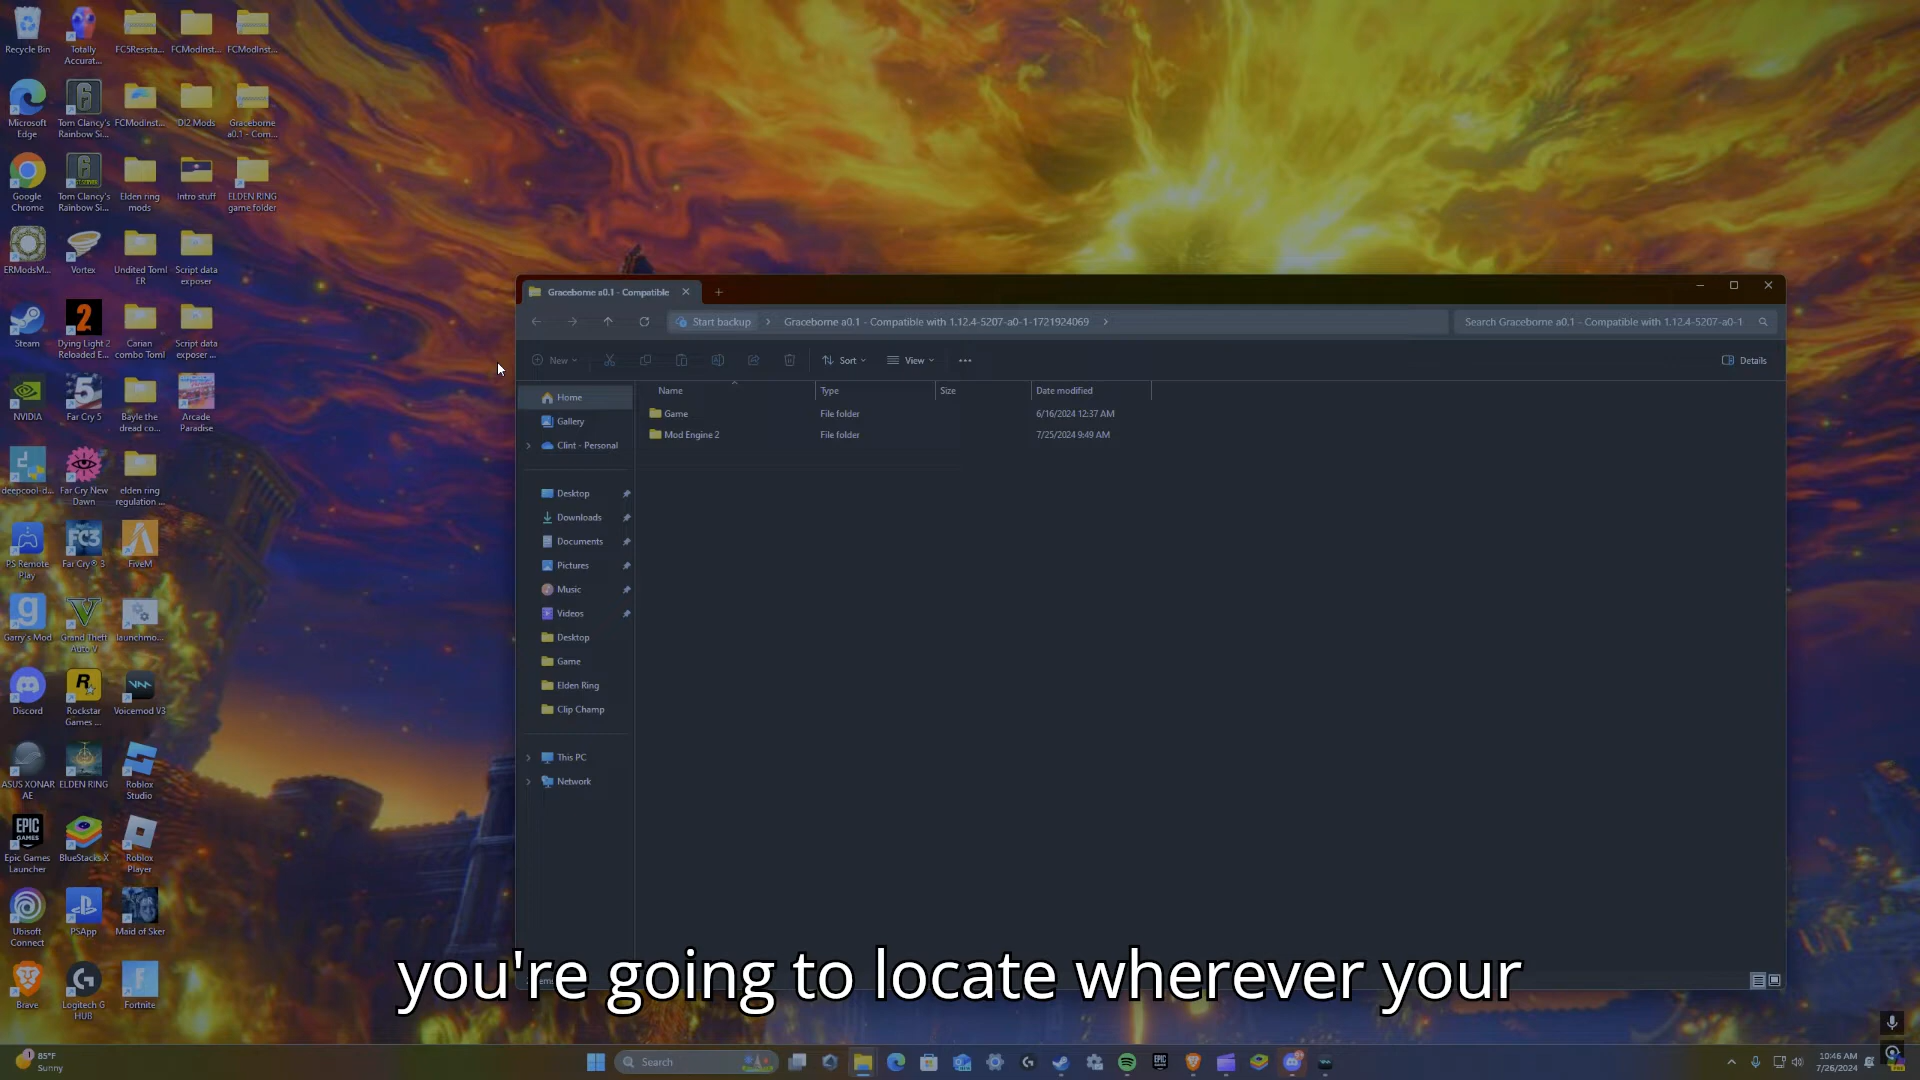 Recycle Bin
Totally
Accurat...
FC5Resista...
FCModInst...
FCModInst...
Microsoft
Edge
Tom Clancy's
Rainbow Si...
FCModInst...
Dl2 Mods
Graceborne
a0.1 - Com...
Google
Chrome
Tom Clancy's
Rainbow Si...
Elden ring
mods
Intro stuff
ELDEN RING
game folder
ERModsM...
Vortex
Undited Toml
ER
Script data
exposer
Steam
Dying Light 2
Reloaded E...
Carian
combo Toml
Script data
exposer ...
NVIDIA
Far Cry 5
Bayle the
dread co...
Arcade
Paradise
deepcool-d...
Far Cry New
Dawn
elden ring
regulation ...
PS Remote
Play
Far Cry® 3
FiveM
Garry's Mod
Grand Theft
Auto V
launchmo...
Discord
Rockstar
Games ...
Voicemod V3
ASUS XONAR
AE
ELDEN RING
Roblox
Studio
Epic Games
Launcher
BlueStacks X
Roblox
Player
Ubisoft
Connect
PSApp
Maid of Sker
Brave
Logitech G
HUB
Fortnite
Graceborne a0.1 - Compatible
Start backup
Graceborne a0.1 - Compatible with 1.12.4-5207-a0-1-1721924069
Search Graceborne a0.1 - Compatible with 1.12.4-5207-a0-1
New
Sort
View
Details
Name
Type
Size
Date modified
Game
File folder
6/16/2024 12:37 AM
Mod Engine 2
File folder
7/25/2024 9:49 AM
Home
Gallery
Clint - Personal
Desktop
Downloads
Documents
Pictures
Music
Videos
Desktop
Game
Elden Ring
Clip Champ
This PC
Network
you're going to locate wherever your
85°F
Sunny
Search
10:46 AM
7/26/2024